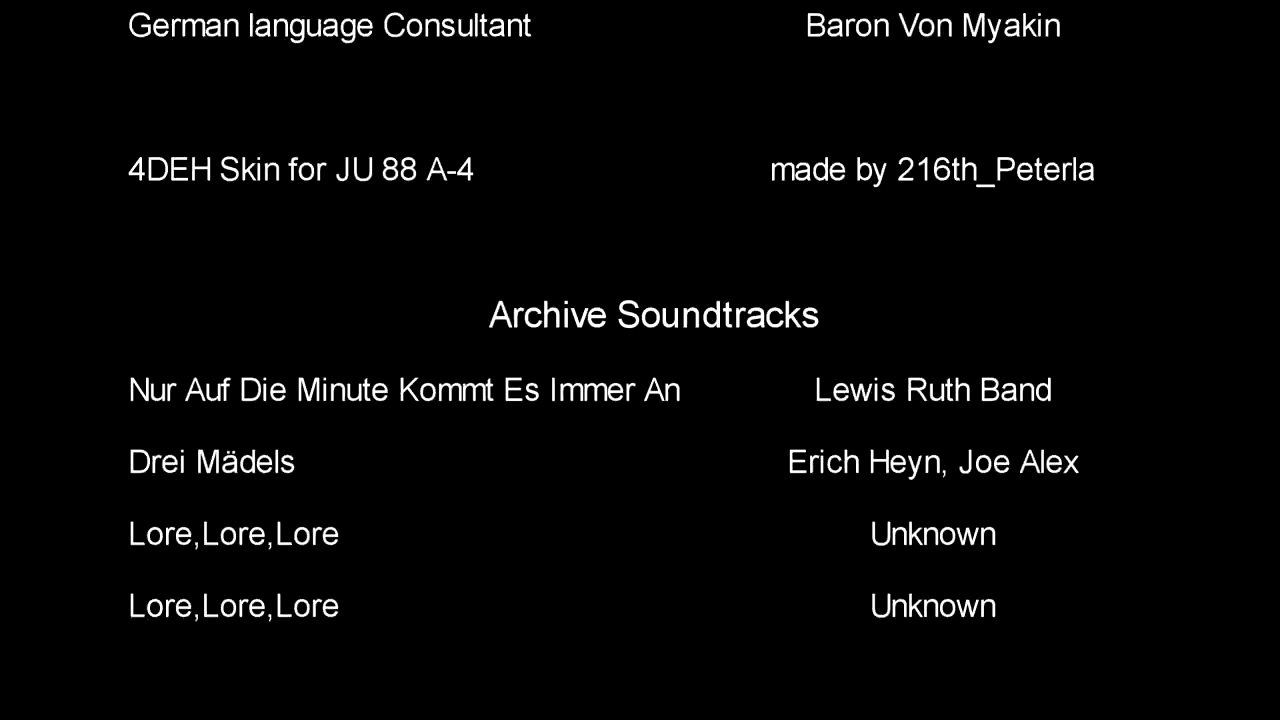 German language Consultant Baron Von Myakin
4DEH Skin for JU 88 A-4 made by 216th_Peterla
Archive Soundtracks
Nur Auf Die Minute Kommt Es Immer An Lewis Ruth Band
Drei Mädels Erich Heyn, Joe Alex
Lore,Lore,Lore Unknown
Lore,Lore,Lore Unknown